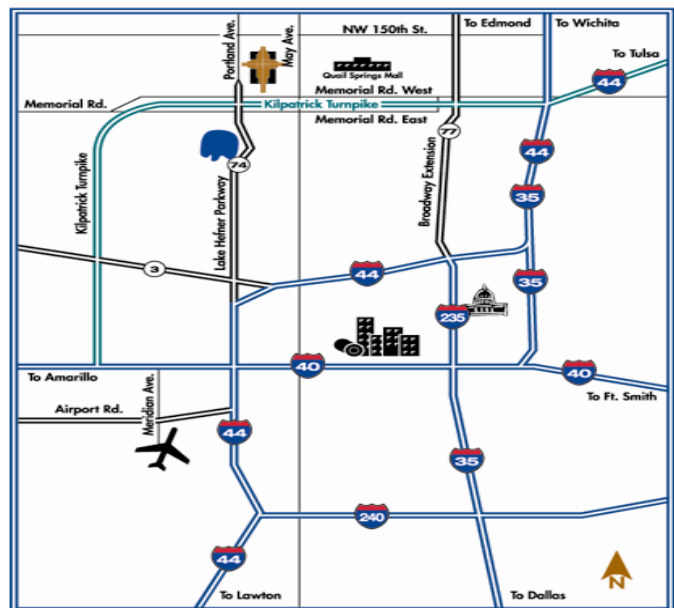 Portland Ave.
May Ave.
NW 150th St.
To Edmond
To Wichita
To Tulsa
Quail Springs Mall
44
Memorial Rd. West
Memorial Rd.
Kilpatrick Turnpike
Memorial Rd. East
77
44
74
Kilpatrick Turnpike
Lake Hefner Parkway
Broadway Extension
35
3
44
35
235
40
40
To Amarillo
To Ft. Smith
Meridian Ave.
Airport Rd.
44
35
240
44
To Lawton
To Dallas
N